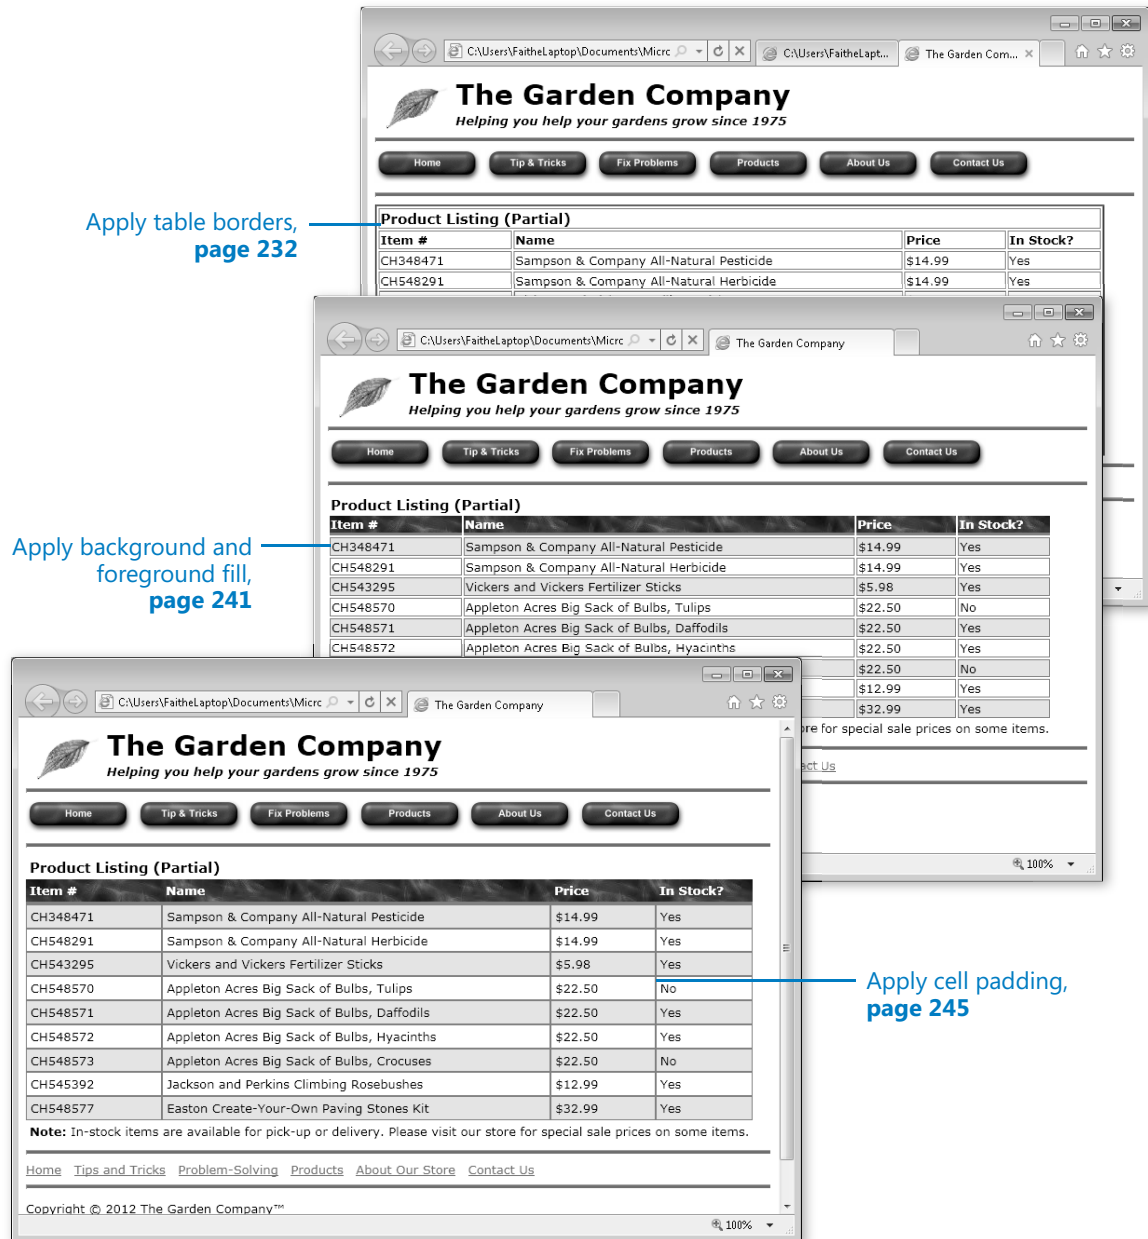 C:\Users\FaitheLaptop\Documents\Micrc
C:\Users\FaitheLapt...
The Garden Com...
The Garden Company
Helping you help your gardens grow since 1975
Home Tip & Tricks Fix Problems Products About Us Contact Us
Apply table borders,
page 232
Product Listing (Partial)
Item # Name Price In Stock?
CH348471 Sampson & Company All-Natural Pesticide $14.99 Yes
CH548291 Sampson & Company All-Natural Herbicide $14.99 Yes
C:\Users\FaitheLaptop\Documents\Micrc
The Garden Company
The Garden Company
Helping you help your gardens grow since 1975
Home Tip & Tricks Fix Problems Products About Us Contact Us
Product Listing (Partial)
Item # Name Price In Stock?
Apply background and
foreground fill,
page 241
CH348471 Sampson & Company All-Natural Pesticide $14.99 Yes
CH548291 Sampson & Company All-Natural Herbicide $14.99 Yes
CH543295 Vickers and Vickers Fertilizer Sticks $5.98 Yes
CH548570 Appleton Acres Big Sack of Bulbs, Tulips $22.50 No
CH548571 Appleton Acres Big Sack of Bulbs, Daffodils $22.50 Yes
CH548572 Appleton Acres Big Sack of Bulbs, Hyacinths $22.50 Yes
$22.50 No
$12.99 Yes
$32.99 Yes
for special sale prices on some items.
Us
100%
C:\Users\FaitheLaptop\Documents\Micrc
The Garden Company
The Garden Company
Helping you help your gardens grow since 1975
Home Tip & Tricks Fix Problems Products About Us Contact Us
Product Listing (Partial)
Item # Name Price In Stock?
CH348471 Sampson & Company All-Natural Pesticide $14.99 Yes
CH548291 Sampson & Company All-Natural Herbicide $14.99 Yes
CH543295 Vickers and Vickers Fertilizer Sticks $5.98 Yes
CH548570 Appleton Acres Big Sack of Bulbs, Tulips $22.50 No
CH548571 Appleton Acres Big Sack of Bulbs, Daffodils $22.50 Yes
CH548572 Appleton Acres Big Sack of Bulbs, Hyacinths $22.50 Yes
CH548573 Appleton Acres Big Sack of Bulbs, Crocuses $22.50 No
CH545392 Jackson and Perkins Climbing Rosebushes $12.99 Yes
CH548577 Easton Create-Your-Own Paving Stones Kit $32.99 Yes
Note: In-stock items are available for pick-up or delivery. Please visit our store for special sale prices on some items.
Home Tips and Tricks Problem-Solving Products About Our Store Contact Us
Copyright © 2012 The Garden Company™
100%
Apply cell padding,
page 245